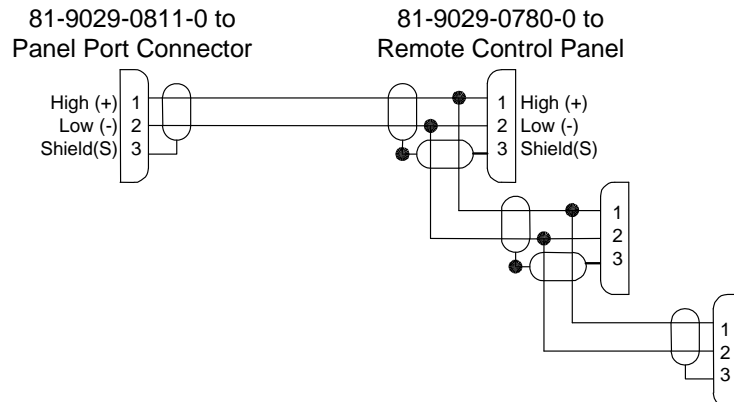 81-9029-0811-0 to
Panel Port Connector
81-9029-0780-0 to
Remote Control Panel
High (+) 1
Low (-) 2
Shield(S) 3
1 High (+)
2 Low (-)
3 Shield(S)
1
2
3
1
2
3